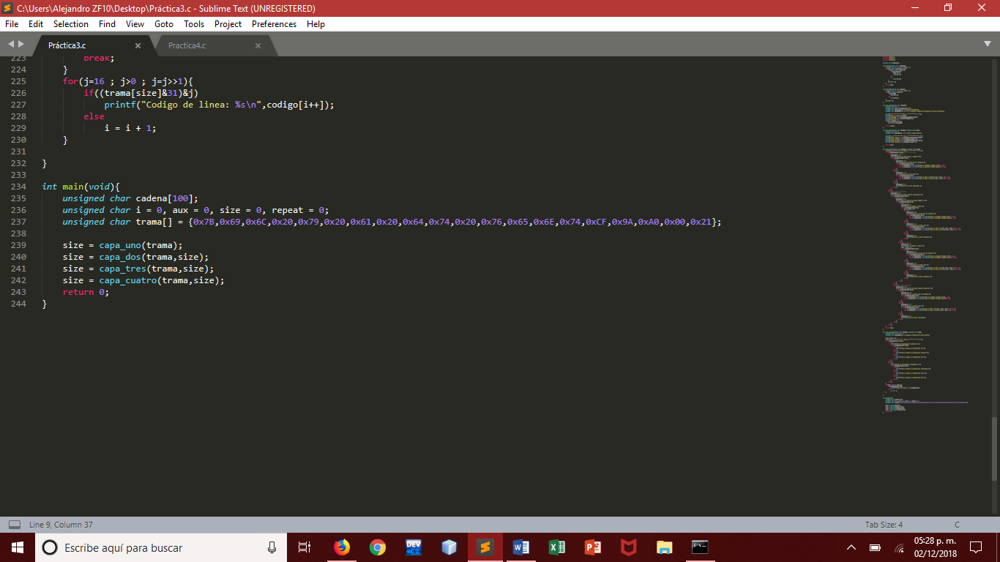 C:\Users\Alejandro ZF10\Desktop\Práctica3.c - Sublime Text (UNREGISTERED)
File Edit Selection Find View Goto Tools Project Preferences Help
Práctica3.c Practica4.c
223 break;
224 }
225 for(j=16 ; j>0 ; j=j>>1){
226 if((trama[size]&31)&j)
227 printf("Codigo de linea: %s\n",codigo[i++]);
228 else
229 i = i + 1;
230 }
231
232 }
233
234 int main(void){
235 unsigned char cadena[100];
236 unsigned char i = 0, aux = 0, size = 0, repeat = 0;
237 unsigned char trama[] = {0x7B,0x69,0x6C,0x20,0x79,0x20,0x61,0x20,0x64,0x74,0x20,0x76,0x65,0x6E,0x74,0xCF,0x9A,0xA0,0x00,0x21};
238
239 size = capa_uno(trama);
240 size = capa_dos(trama,size);
241 size = capa_tres(trama,size);
242 size = capa_cuatro(trama,size);
243 return 0;
244 }
Line 9, Column 37 Tab Size: 4 C
Escribe aquí para buscar
DEV
05:28 p. m.
02/12/2018